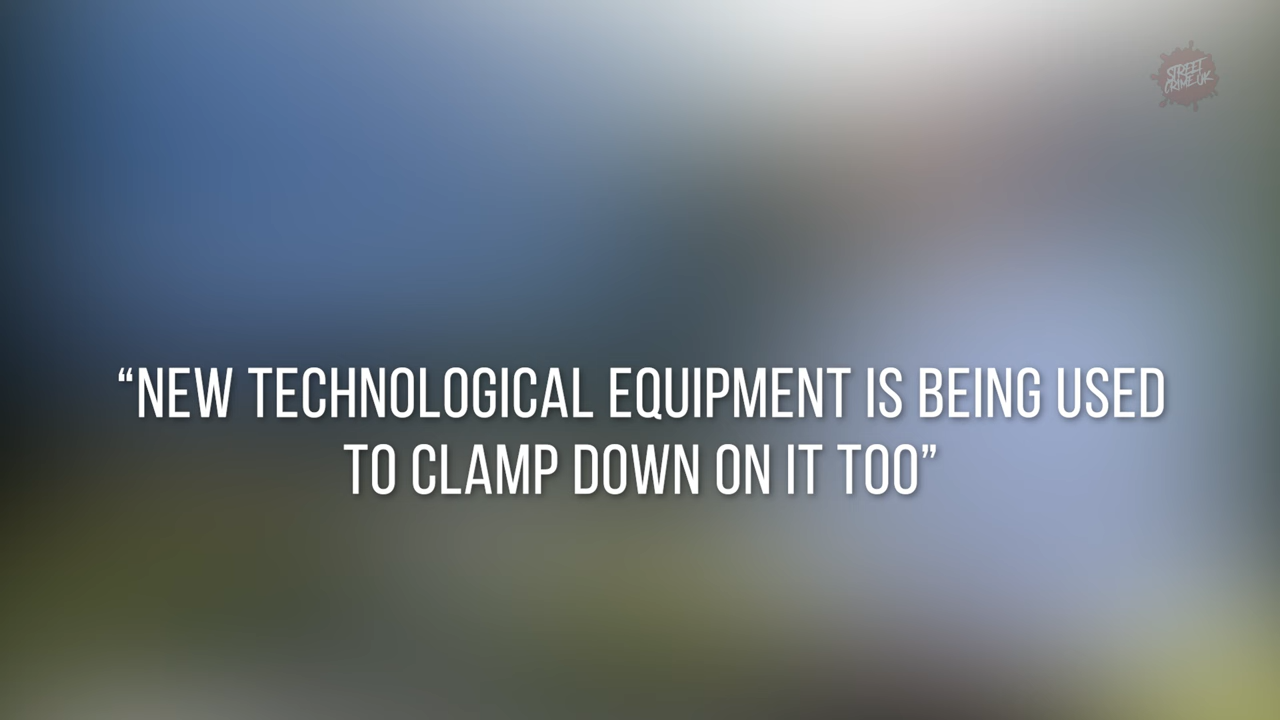 STREET
CRIME.UK
“NEW TECHNOLOGICAL EQUIPMENT IS BEING USED
TO CLAMP DOWN ON IT TOO”